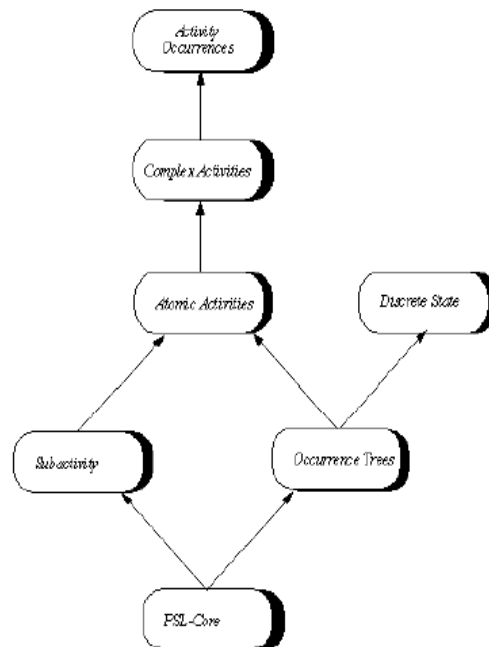 Activity
Occurrences
Complex Activities
Atomic Activities
Discrete State
Subactivity
Occurrence Trees
PSL-Core